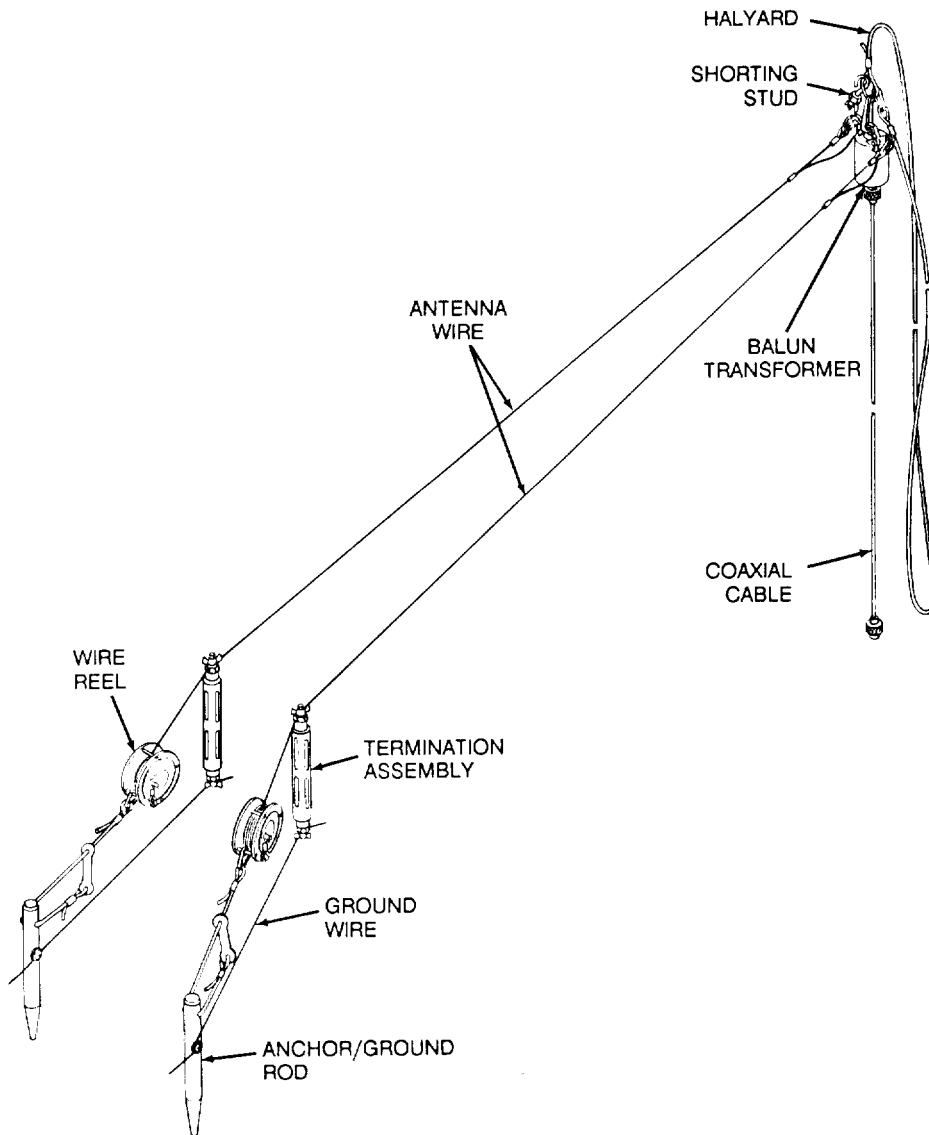 HALYARD
SHORTING
STUD
ANTENNA
WIRE
BALUN
TRANSFORMER
COAXIAL
CABLE
WIRE
REEL
TERMINATION
ASSEMBLY
GROUND
WIRE
ANCHOR/GROUND
ROD